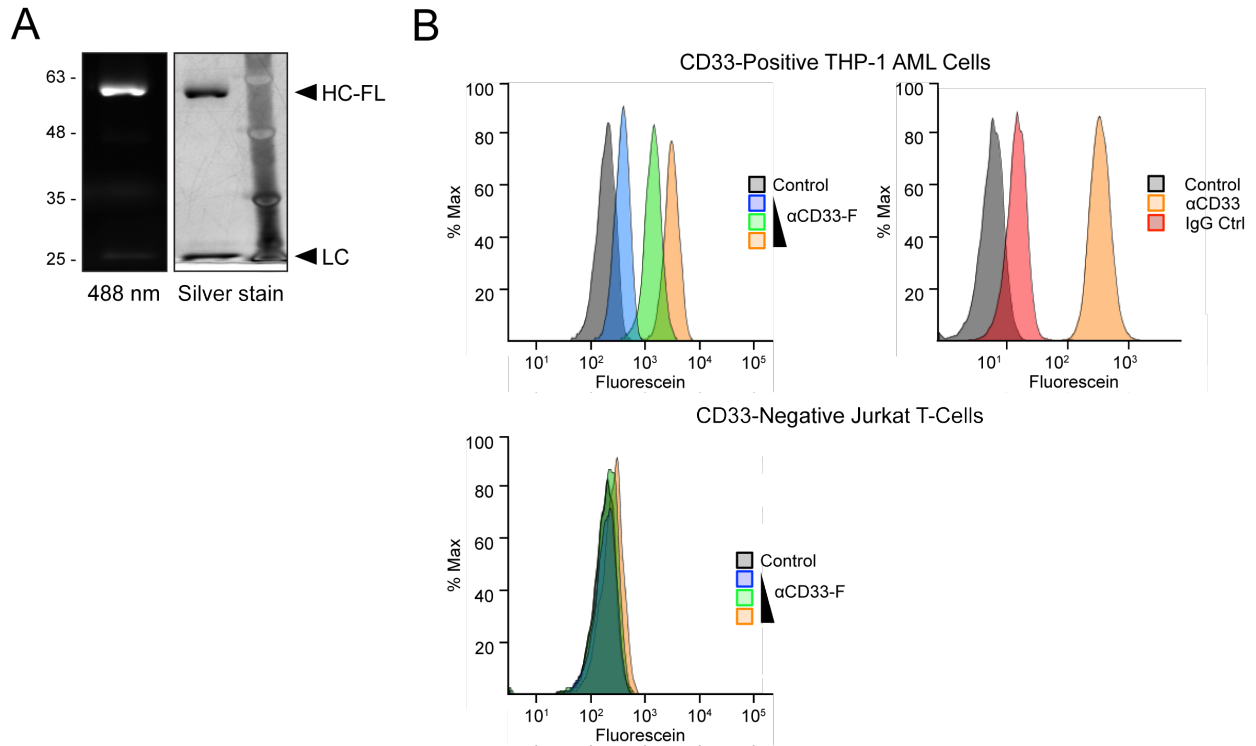 A
63 -
48 -
35 -
25 -
HC-FL
LC
488 nm
Silver stain
B
CD33-Positive THP-1 AML Cells
100
80
60
40
20
% Max
10¹ 10² 10³ 10⁴ 10⁵
Fluorescein
Control
αCD33-F
100
80
60
40
20
% Max
10¹ 10² 10³
Fluorescein
Control
αCD33
IgG Ctrl
CD33-Negative Jurkat T-Cells
100
80
60
40
20
% Max
10¹ 10² 10³ 10⁴ 10⁵
Fluorescein
Control
αCD33-F